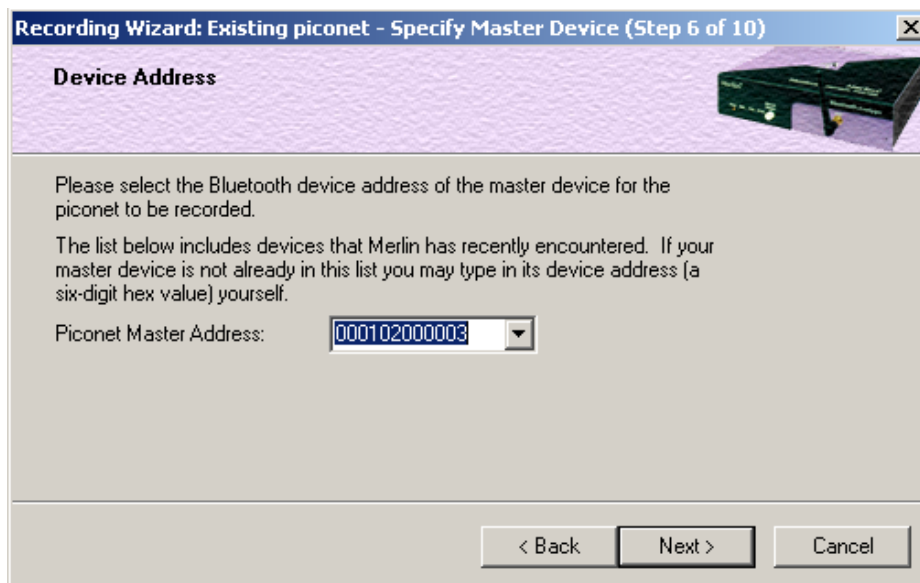 Recording Wizard: Existing piconet - Specify Master Device (Step 6 of 10)
Device Address
Please select the Bluetooth device address of the master device for the
piconet to be recorded.
The list below includes devices that Merlin has recently encountered. If your
master device is not already in this list you may type in its device address (a
six-digit hex value) yourself.
Piconet Master Address: 000102000003
< Back Next > Cancel